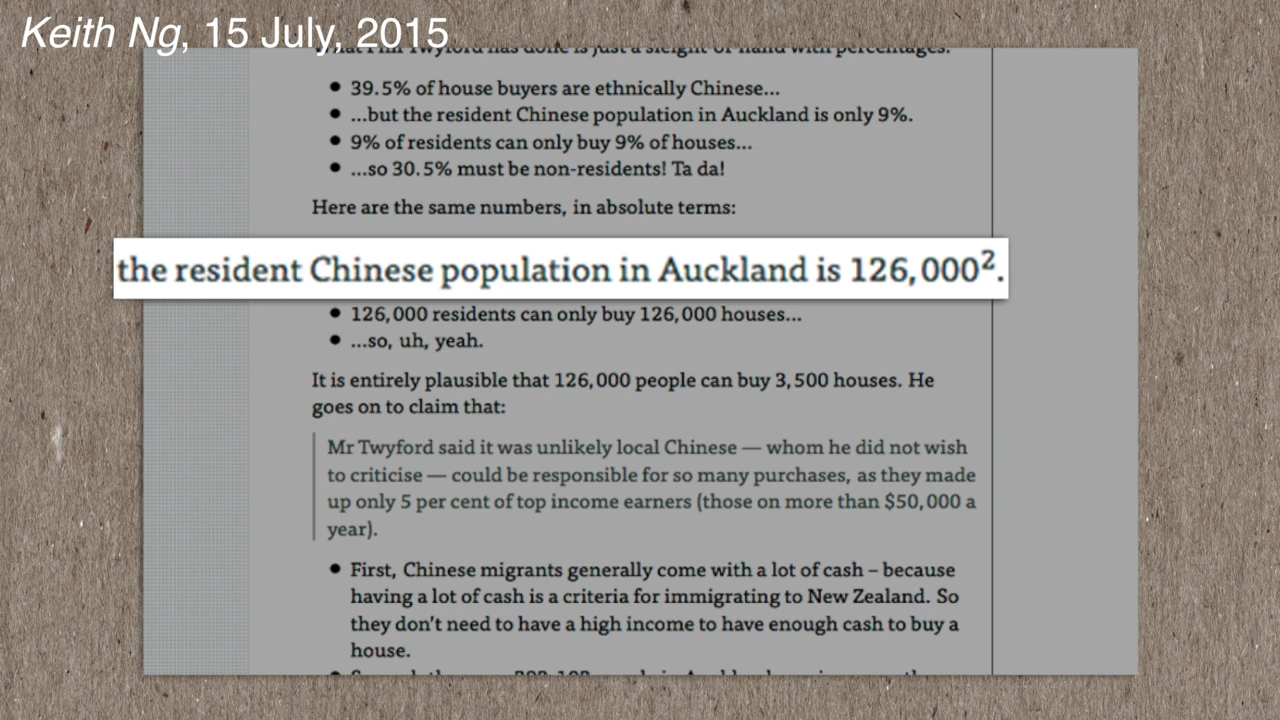 Keith Ng, 15 July, 2015
sleight of hand with percentages.
39.5% of house buyers are ethnically Chinese...
...but the resident Chinese population in Auckland is only 9%.
9% of residents can only buy 9% of houses...
...so 30.5% must be non-residents! Ta da!
Here are the same numbers, in absolute terms:
the resident Chinese population in Auckland is 126,000².
126,000 residents can only buy 126,000 houses...
...so, uh, yeah.
It is entirely plausible that 126,000 people can buy 3,500 houses. He
goes on to claim that:
Mr Twyford said it was unlikely local Chinese — whom he did not wish
to criticise — could be responsible for so many purchases, as they made
up only 5 per cent of top income earners (those on more than $50,000 a
year).
First, Chinese migrants generally come with a lot of cash – because
having a lot of cash is a criteria for immigrating to New Zealand. So
they don't need to have a high income to have enough cash to buy a
house.